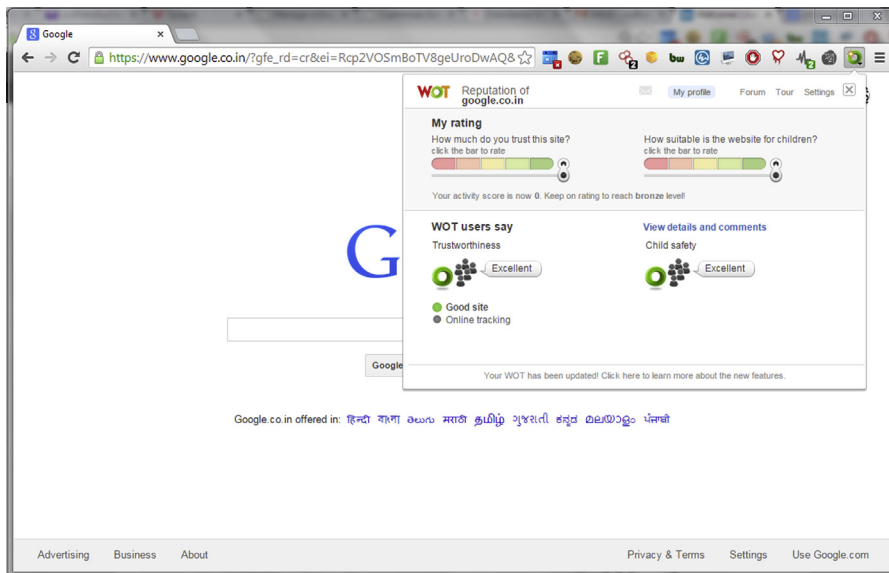 Google
https://www.google.co.in/?gfe_rd=cr&ei=Rcp2VOSmBoTV8geUroDwAQ&
WOT Reputation of google.co.in
My profile Forum Tour Settings
My rating
How much do you trust this site?
click the bar to rate
How suitable is the website for children?
click the bar to rate
Your activity score is now 0. Keep on rating to reach bronze level!
WOT users say
View details and comments
Trustworthiness
Excellent
Child safety
Excellent
Good site
Online tracking
Your WOT has been updated! Click here to learn more about the new features.
G
Google
Google.co.in offered in: हिन्दी বাংলা తెలుగు मराठी தமிழ் ગુજરાતી ಕನ್ನಡ മലയാളം ਪੰਜਾਬੀ
Advertising Business About Privacy & Terms Settings Use Google.com